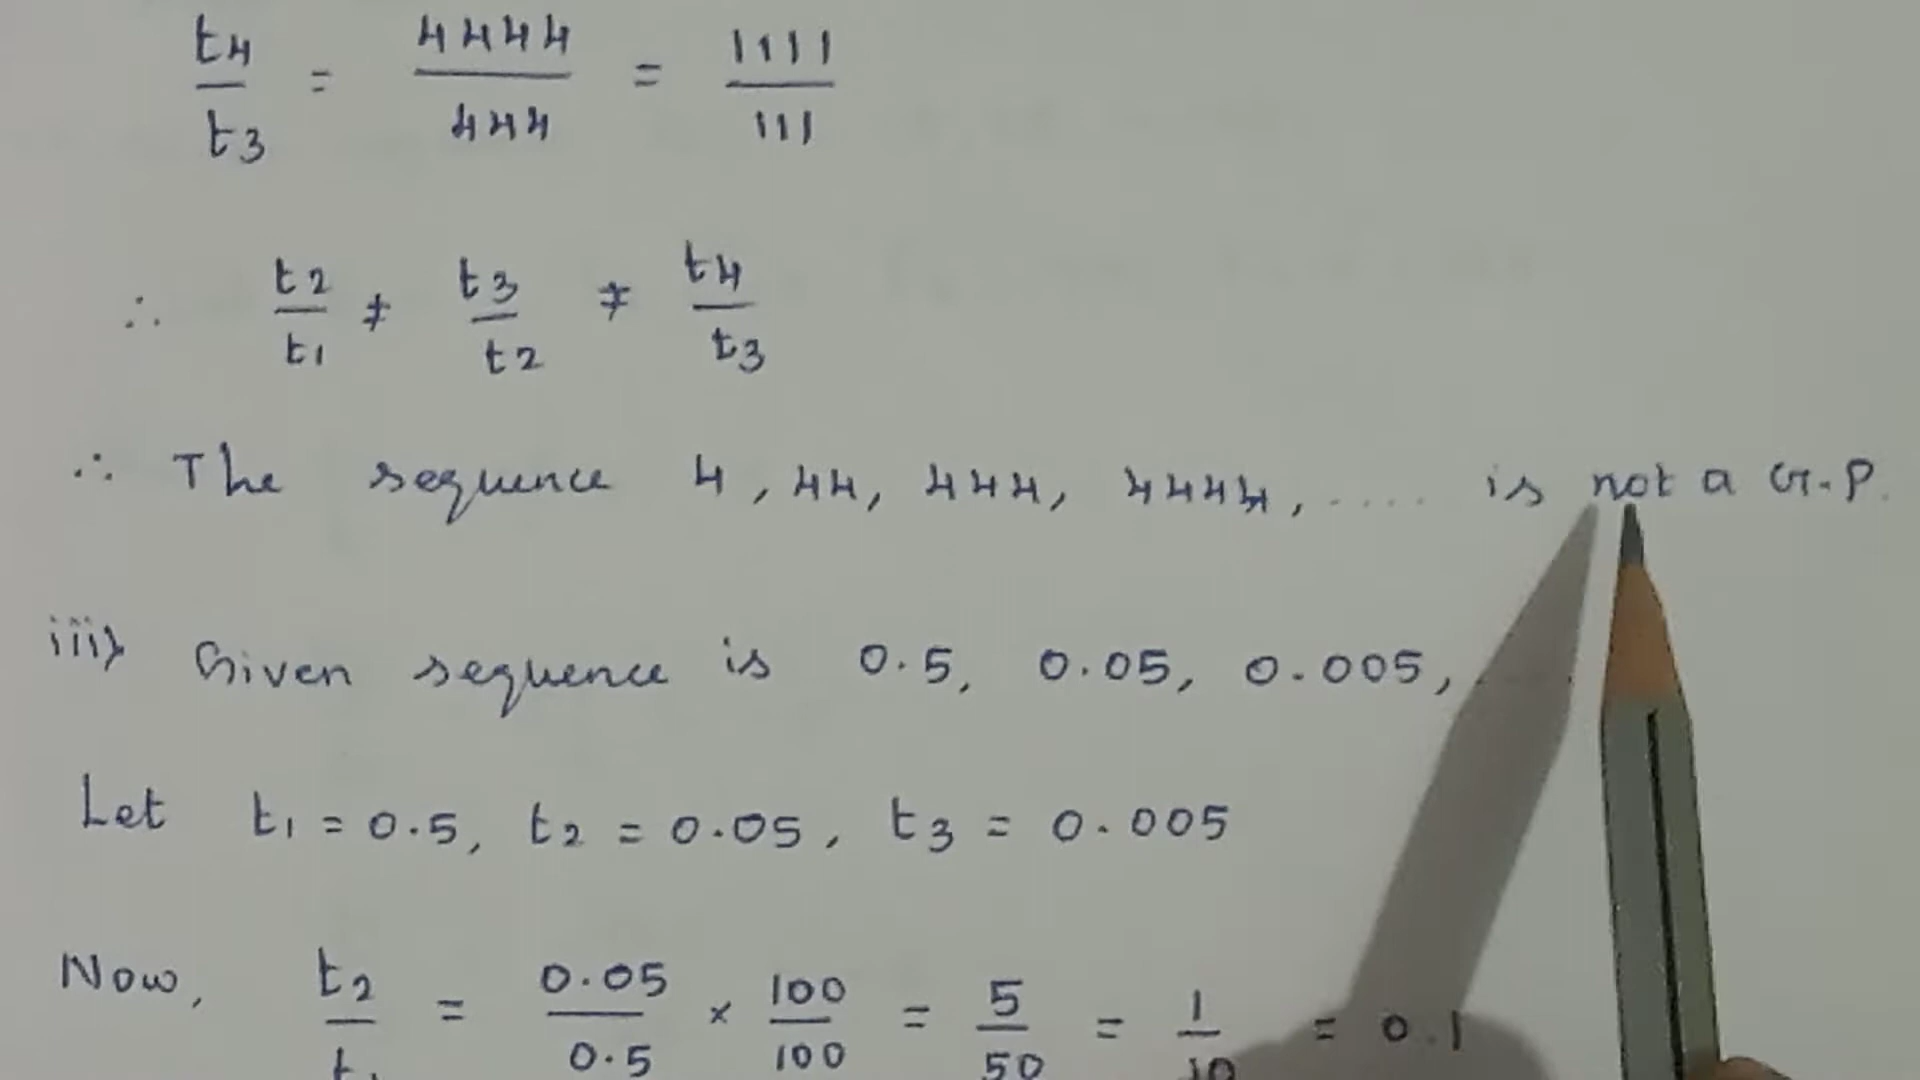 t4/t3 = 4444/444 = 1111/111
∴ t2/t1 ≠ t3/t2 ≠ t4/t3
∴ The sequence 4, 44, 444, 4444, .... is not a G.P.
iii) Given sequence is 0.5, 0.05, 0.005,
Let t1 = 0.5, t2 = 0.05, t3 = 0.005
Now, t2/t1 = 0.05/0.5 × 100/100 = 5/50 = 1/10 = 0.1